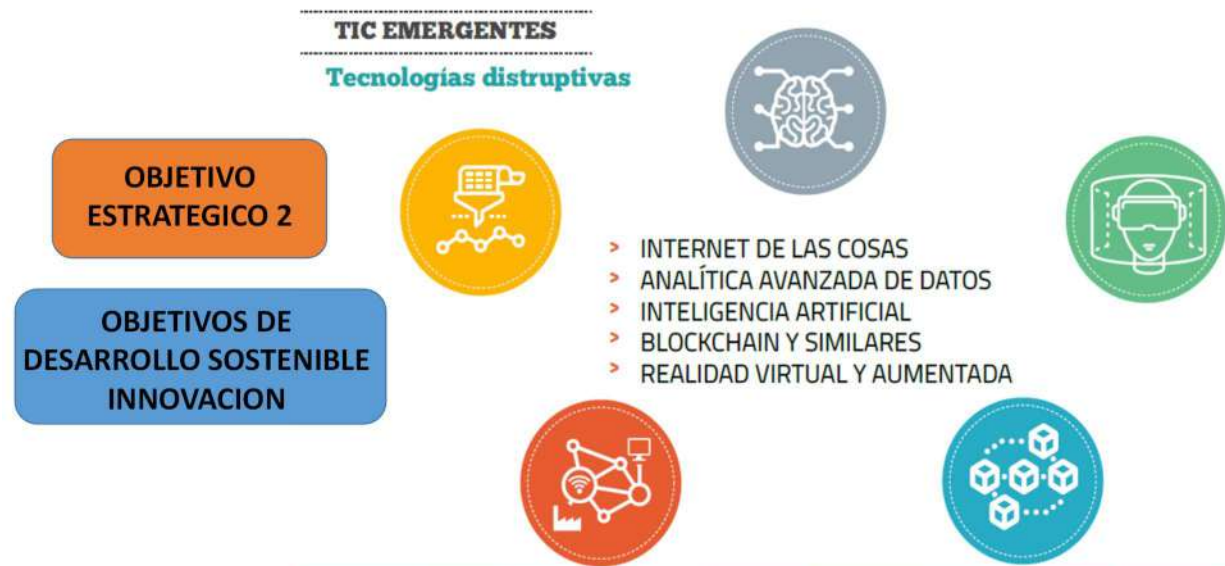 TIC EMERGENTES
Tecnologías distruptivas
OBJETIVO
ESTRATEGICO 2
OBJETIVOS DE
DESARROLLO SOSTENIBLE
INNOVACION
> INTERNET DE LAS COSAS
> ANALÍTICA AVANZADA DE DATOS
> INTELIGENCIA ARTIFICIAL
> BLOCKCHAIN Y SIMILARES
> REALIDAD VIRTUAL Y AUMENTADA